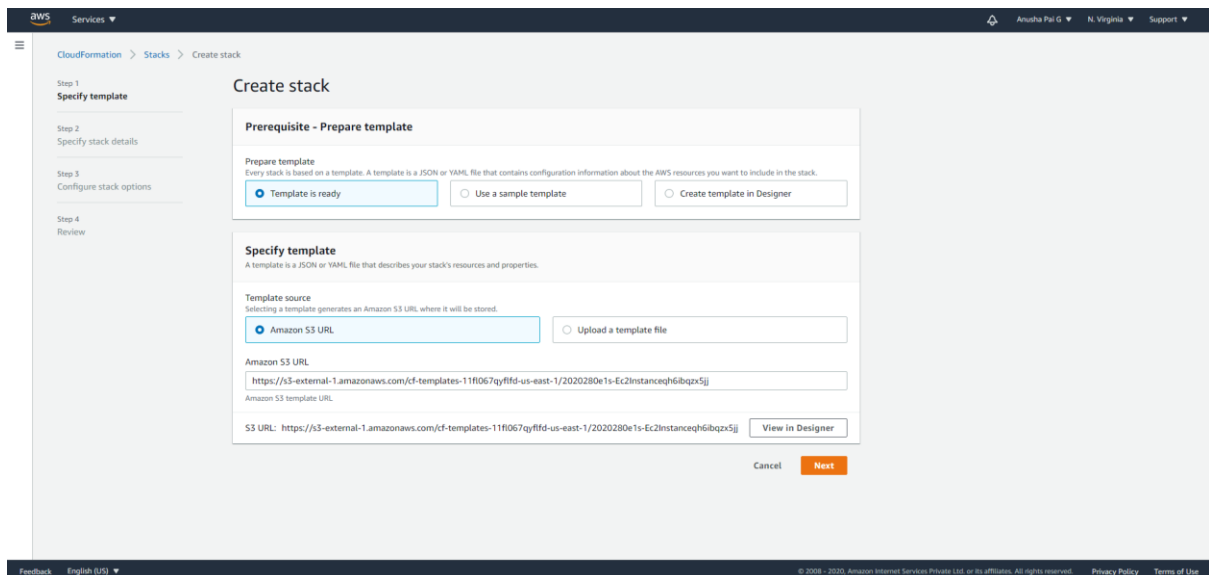 aws Services ▼ Anusha Pai G ▼ N. Virginia ▼ Support ▼
CloudFormation > Stacks > Create stack
Step 1
Specify template
Step 2
Specify stack details
Step 3
Configure stack options
Step 4
Review
Create stack
Prerequisite - Prepare template
Prepare template
Every stack is based on a template. A template is a JSON or YAML file that contains configuration information about the AWS resources you want to include in the stack.
Template is ready Use a sample template Create template in Designer
Specify template
A template is a JSON or YAML file that describes your stack's resources and properties.
Template source
Selecting a template generates an Amazon S3 URL where it will be stored.
Amazon S3 URL Upload a template file
Amazon S3 URL
https://s3-external-1.amazonaws.com/cf-templates-11fl067qyflfd-us-east-1/2020280e1s-Ec2Instanceqh6ibqzx5jj
Amazon S3 template URL
S3 URL: https://s3-external-1.amazonaws.com/cf-templates-11fl067qyflfd-us-east-1/2020280e1s-Ec2Instanceqh6ibqzx5jj View in Designer
Cancel Next
Feedback English (US) ▼ © 2008 - 2020, Amazon Internet Services Private Ltd. or its affiliates. All rights reserved. Privacy Policy Terms of Use